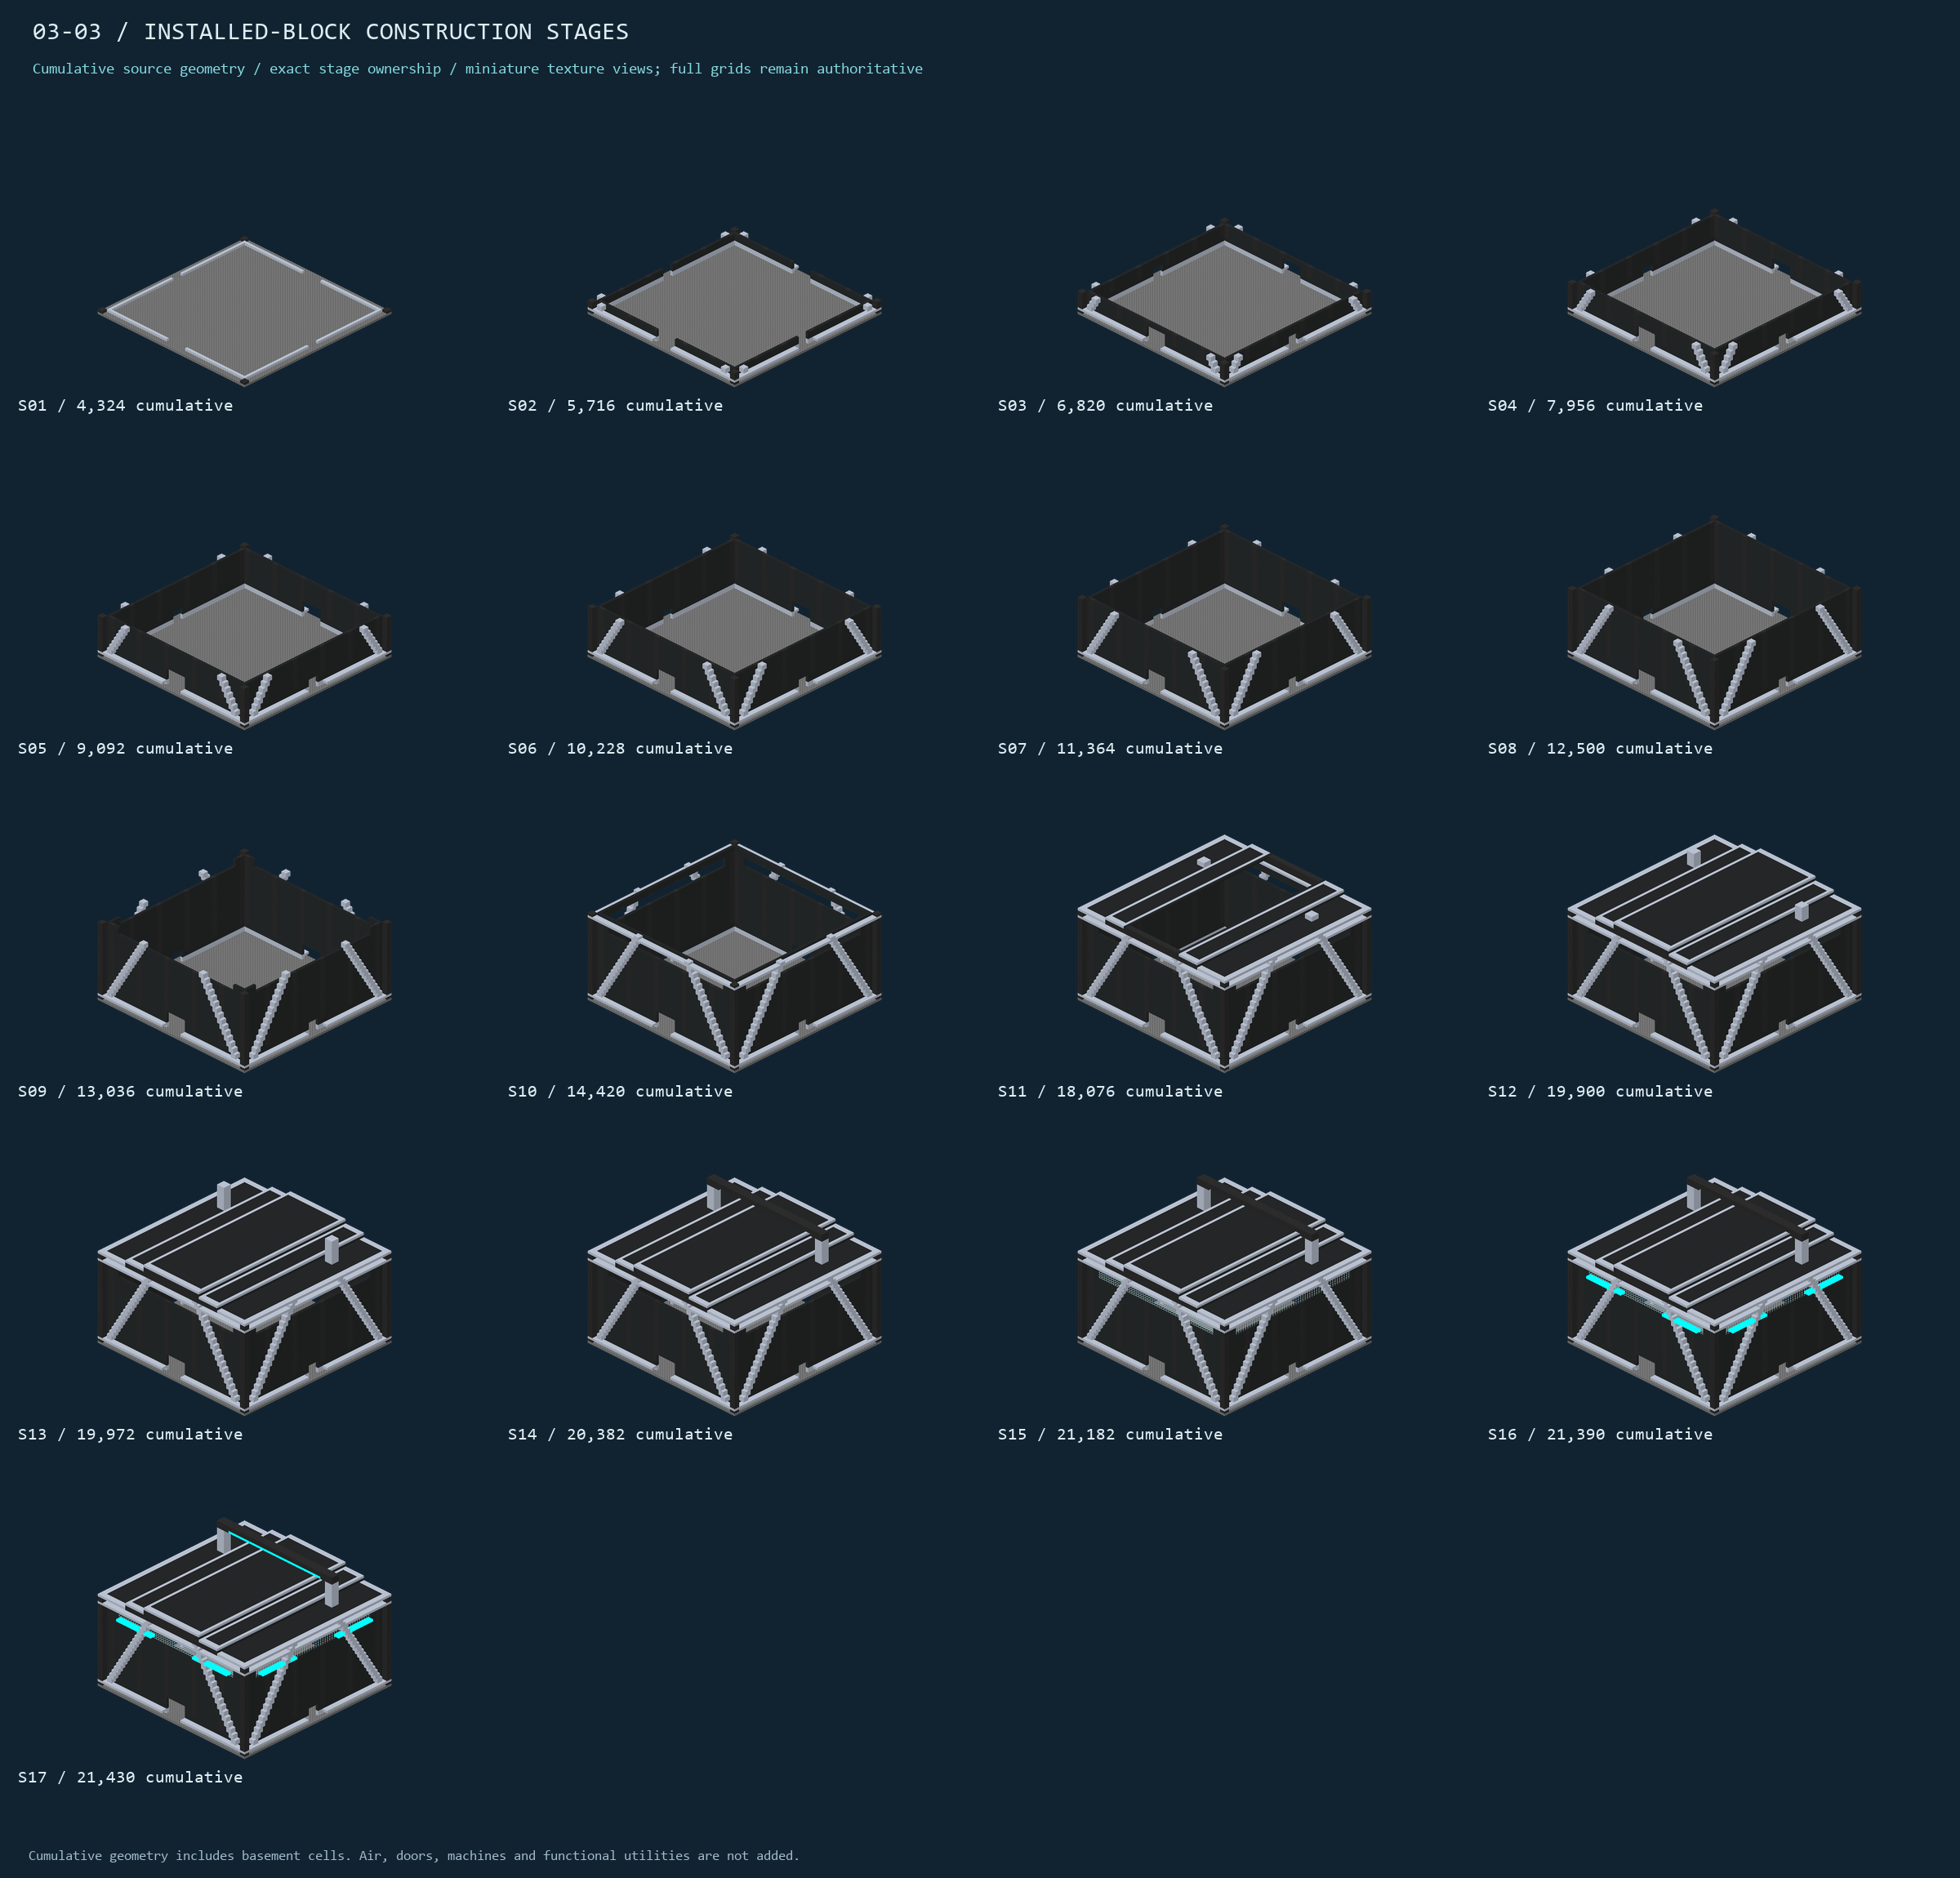 03-03 / INSTALLED-BLOCK CONSTRUCTION STAGES
Cumulative source geometry / exact stage ownership / miniature texture views; full grids remain authoritative
S01 / 4,324 cumulative
S02 / 5,716 cumulative
S03 / 6,820 cumulative
S04 / 7,956 cumulative
S05 / 9,092 cumulative
S06 / 10,228 cumulative
S07 / 11,364 cumulative
S08 / 12,500 cumulative
S09 / 13,036 cumulative
S10 / 14,420 cumulative
S11 / 18,076 cumulative
S12 / 19,900 cumulative
S13 / 19,972 cumulative
S14 / 20,382 cumulative
S15 / 21,182 cumulative
S16 / 21,390 cumulative
S17 / 21,430 cumulative
Cumulative geometry includes basement cells. Air, doors, machines and functional utilities are not added.